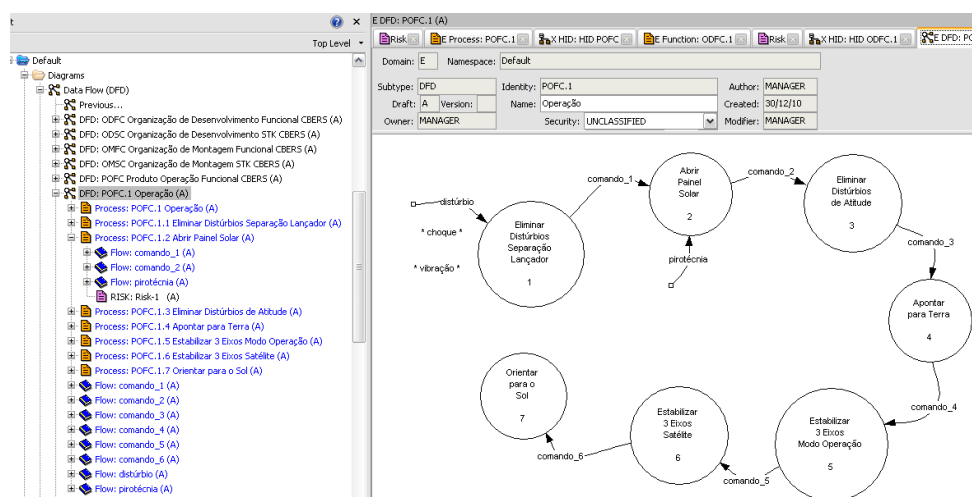 t
Top Level
Default
Diagrams
Data Flow (DFD)
Previous...
DFD: ODFC Organização de Desenvolvimento Funcional CBERS (A)
DFD: ODSC Organização de Desenvolvimento STK CBERS (A)
DFD: OMFC Organização de Montagem Funcional CBERS (A)
DFD: OMSC Organização de Montagem STK CBERS (A)
DFD: POFC Produto Operação Funcional CBERS (A)
DFD: POFC.1 Operação (A)
Process: POFC.1 Operação (A)
Process: POFC.1.1 Eliminar Distúrbios Separação Lançador (A)
Process: POFC.1.2 Abrir Painel Solar (A)
Flow: comando_1 (A)
Flow: comando_2 (A)
Flow: pirotécnia (A)
RISK: Risk-1 (A)
Process: POFC.1.3 Eliminar Distúrbios de Atitude (A)
Process: POFC.1.4 Apontar para Terra (A)
Process: POFC.1.5 Estabilizar 3 Eixos Modo Operação (A)
Process: POFC.1.6 Estabilizar 3 Eixos Satélite (A)
Process: POFC.1.7 Orientar para o Sol (A)
Flow: comando_1 (A)
Flow: comando_2 (A)
Flow: comando_3 (A)
Flow: comando_4 (A)
Flow: comando_5 (A)
Flow: comando_6 (A)
Flow: distúrbio (A)
Flow: pirotécnia (A)
E DFD: POFC.1 (A)
Risk E Process: POFC.1 X HID: HID POFC E Function: ODFC.1 Risk X HID: HID ODFC.1 E DFD: PO
Domain: E Namespace: Default
Subtype: DFD Identity: POFC.1 Author: MANAGER
Draft: A Version: Name: Operação Created: 30/12/10
Owner: MANAGER Security: UNCLASSIFIED Modifier: MANAGER
distúrbio
* choque *
* vibração *
Eliminar
Distúrbios
Separação
Lançador
1
comando_1
Abrir
Painel
Solar
2
pirotécnia
comando_2
Eliminar
Distúrbios
de Atitude
3
comando_3
Apontar
para Terra
4
comando_4
Estabilizar
3 Eixos
Modo Operação
5
comando_5
Estabilizar
3 Eixos
Satélite
6
comando_6
Orientar
para o
Sol
7